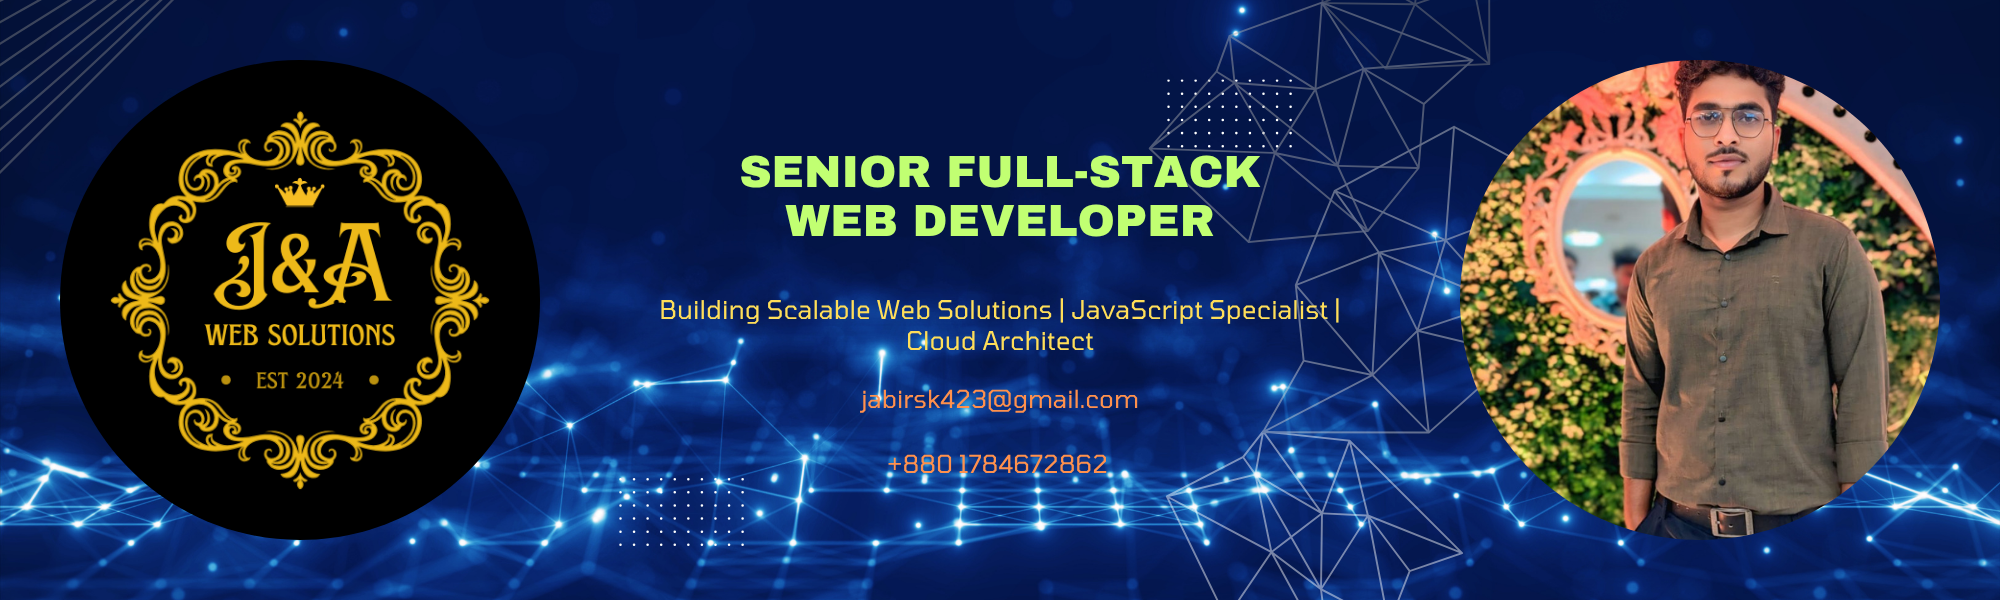 J&A
WEB SOLUTIONS
EST 2024
SENIOR FULL-STACK
WEB DEVELOPER
Building Scalable Web Solutions | JavaScript Specialist |
Cloud Architect
jabirsk423@gmail.com
+880 1784672862